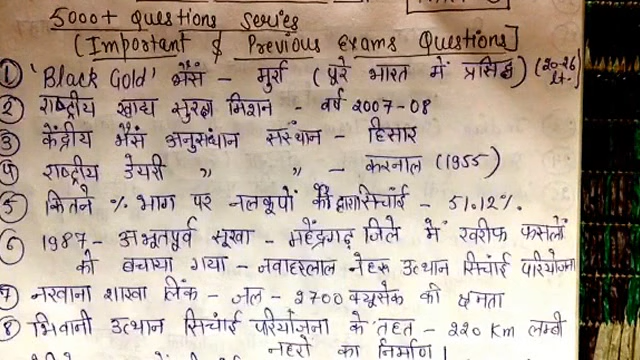 5000+ Questions Series
(Important & Previous Exams Questions]
① 'Black Gold' भैंस - मुर्रा (पूरे भारत में प्रसिद्ध) (20-26 lt.)
② राष्ट्रीय खाद्य सुरक्षा मिशन - वर्ष 2007-08
③ केंद्रीय भैंस अनुसंधान संस्थान - हिसार
④ राष्ट्रीय डेयरी " " - करनाल (1955)
⑤ कितने % भाग पर नलकूपों की द्वारा सिंचाई - 51.12%.
⑥ 1987 - अभूतपूर्व सूखा - महेंद्रगढ़ जिले में खरीफ फसलों
को बचाया गया - जवाहरलाल नेहरू उत्थान सिंचाई परियोजना
⑦ नरवाना शाखा लिंक - जल - 2700 क्यूसेक की क्षमता
⑧ भिवानी उत्थान सिंचाई परियोजना के तहत - 220 Km लम्बी
नहरों का निर्माण।